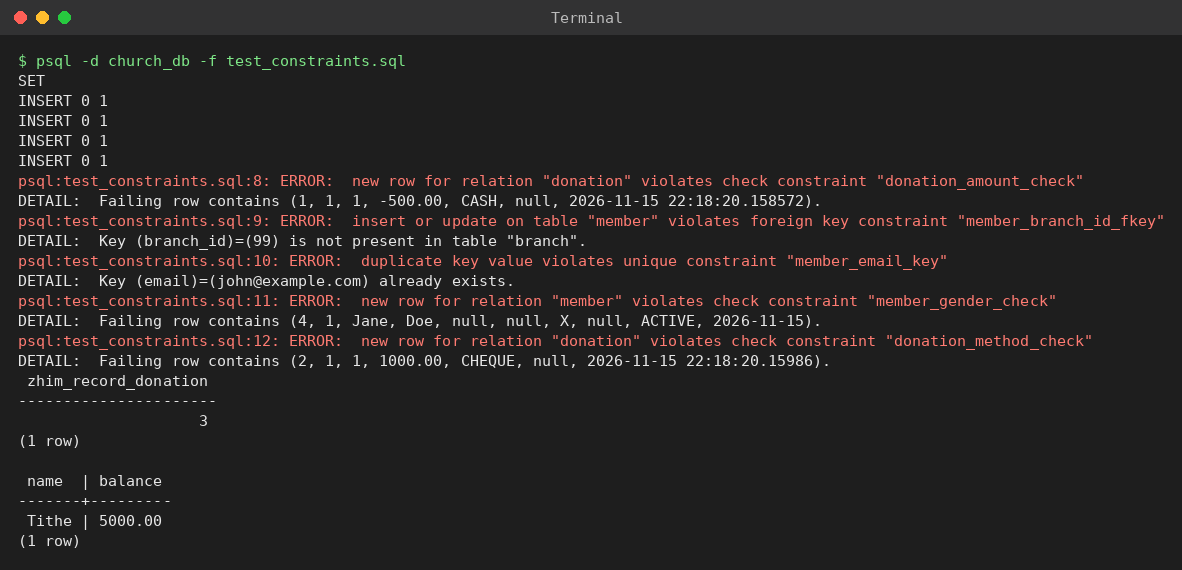 Terminal
$ psql -d church_db -f test_constraints.sql
SET
INSERT 0 1
INSERT 0 1
INSERT 0 1
INSERT 0 1
psql:test_constraints.sql:8: ERROR:  new row for relation "donation" violates check constraint "donation_amount_check"
DETAIL:  Failing row contains (1, 1, 1, -500.00, CASH, null, 2026-11-15 22:18:20.158572).
psql:test_constraints.sql:9: ERROR:  insert or update on table "member" violates foreign key constraint "member_branch_id_fkey"
DETAIL:  Key (branch_id)=(99) is not present in table "branch".
psql:test_constraints.sql:10: ERROR:  duplicate key value violates unique constraint "member_email_key"
DETAIL:  Key (email)=(john@example.com) already exists.
psql:test_constraints.sql:11: ERROR:  new row for relation "member" violates check constraint "member_gender_check"
DETAIL:  Failing row contains (4, 1, Jane, Doe, null, null, X, null, ACTIVE, 2026-11-15).
psql:test_constraints.sql:12: ERROR:  new row for relation "donation" violates check constraint "donation_method_check"
DETAIL:  Failing row contains (2, 1, 1, 1000.00, CHEQUE, null, 2026-11-15 22:18:20.15986).
 zhim_record_donation
----------------------
                    3
(1 row)

 name  | balance
-------+---------
 Tithe | 5000.00
(1 row)